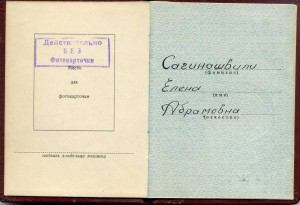 Действительно
БЕЗ
Фотокарточки
Место
для
фотокарточки
Сагинашвили
(фамилия)
Елена
(имя)
Абрамовна
(отчество)